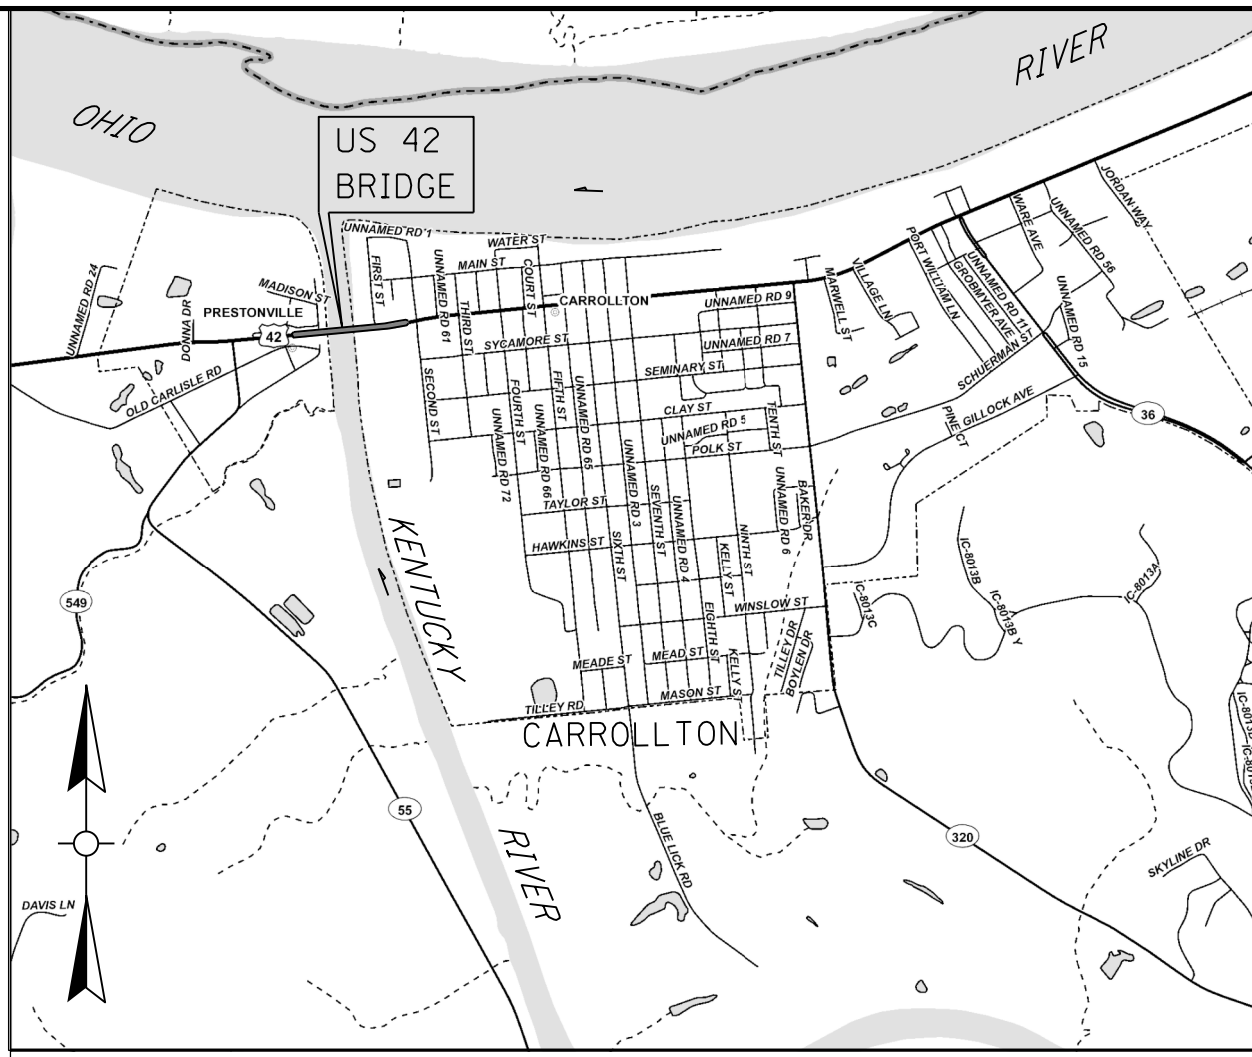 RIVER
OHIO
US 42
BRIDGE
JORDAN WAY
UNNAMED RD 1
WATER ST
WARE AVE
UNNAMED RD 56
PORT WILLIAM LN
UNNAMED RD 24
MAIN ST
FIRST ST
UNNAMED RD 61
COURT ST
VILLAGE LN
MARWELL ST
GROBMYER AVE
UNNAMED RD 11
UNNAMED RD 15
MADISON ST
CARROLLTON
UNNAMED RD 9
DONNA DR
PRESTONVILLE
THIRD ST
42
SYCAMORE ST
UNNAMED RD 7
SCHUERMAN ST
OLD CARLISLE RD
SECOND ST
SEMINARY ST
FOURTH ST
FIFTH ST
UNNAMED RD 65
GILLOCK AVE
CLAY ST
TENTH ST
PINE CT
36
UNNAMED RD 72
UNNAMED RD 66
UNNAMED RD 5
POLK ST
UNNAMED RD 3
UNNAMED RD 6
BAKER DR
TAYLOR ST
SEVENTH ST
UNNAMED RD 4
KENTUCKY
HAWKINS ST
SIXTH ST
NINTH ST
KELLY ST
IC-8013B
IC-8013A
549
IC-8013C
IC-8013B Y
WINSLOW ST
EIGHTH ST
TILLEY DR
BOYLEN DR
MEADE ST
MEAD ST
KELLY S
MASON ST
TILLEY RD
CARROLLTON
55
RIVER
BLUE LICK RD
320
SKYLINE DR
DAVIS LN